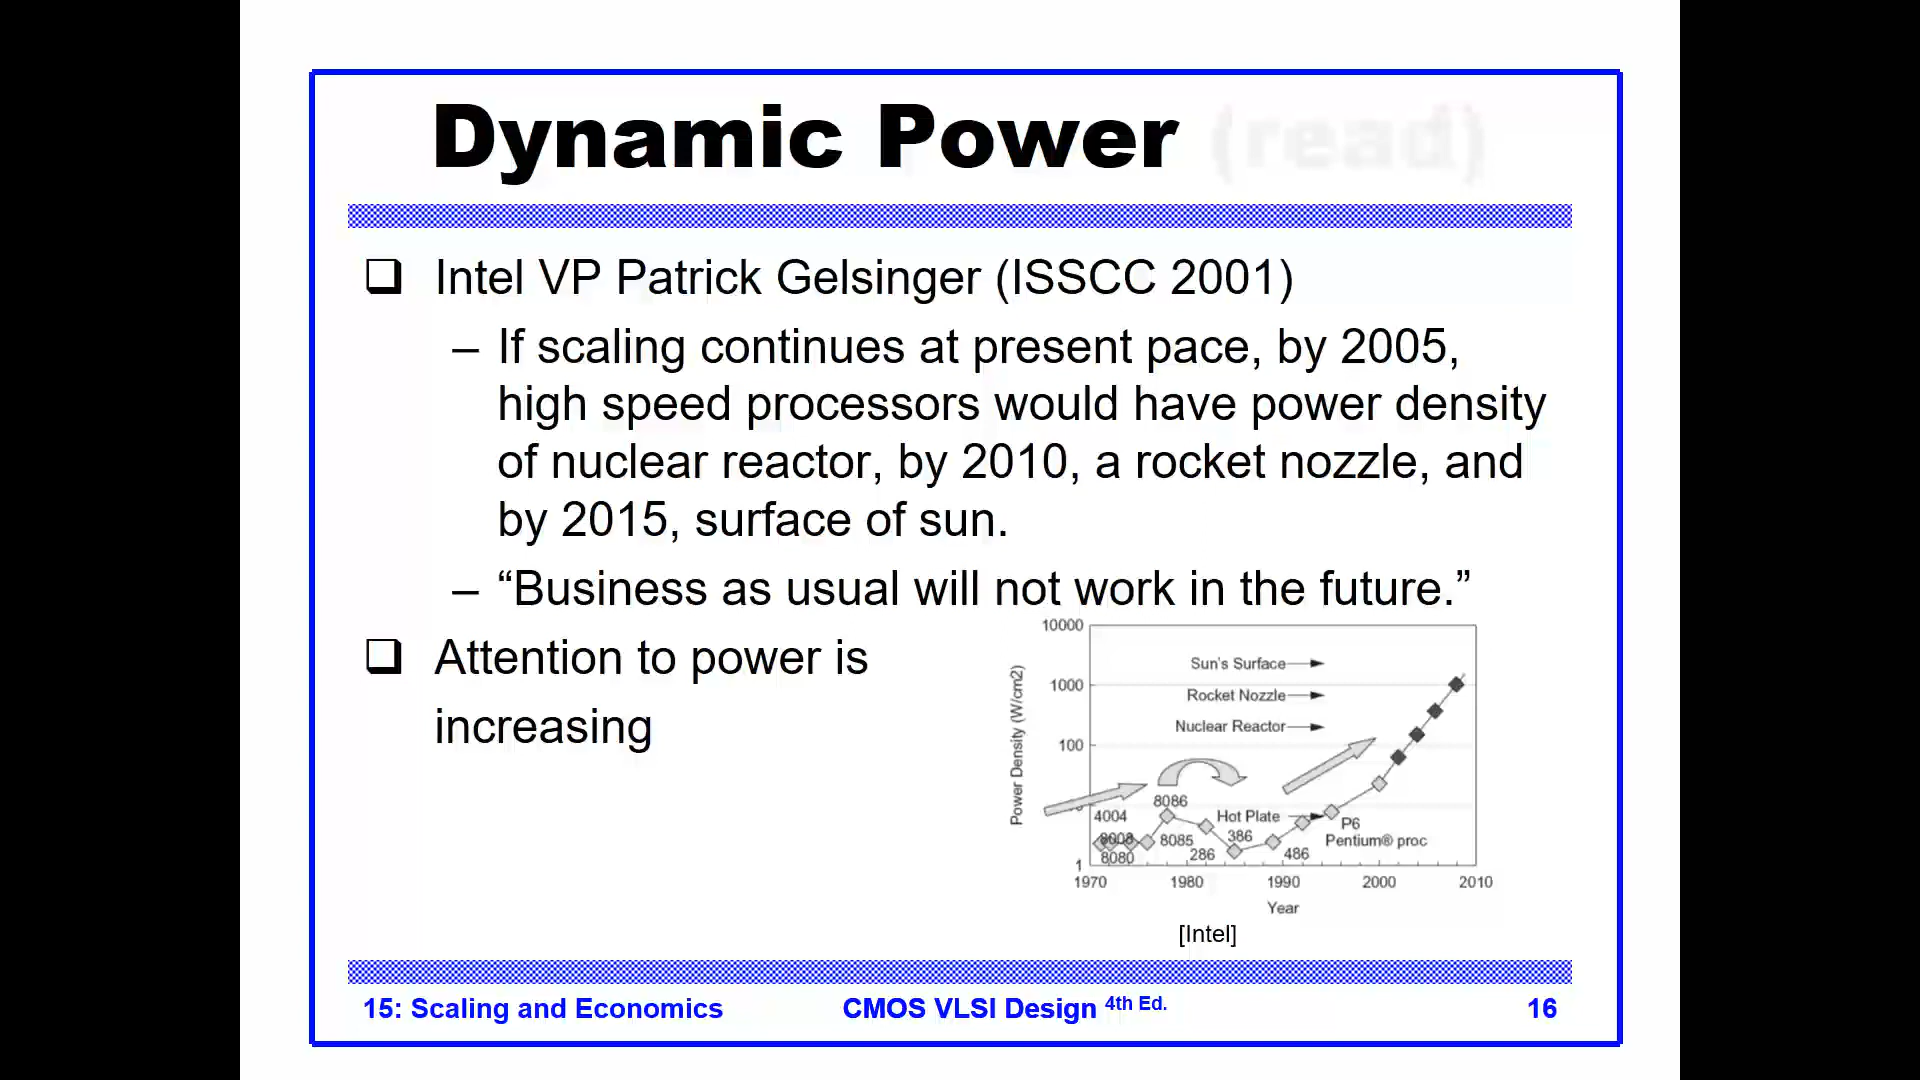 Dynamic Power (read)
❑ Intel VP Patrick Gelsinger (ISSCC 2001)
– If scaling continues at present pace, by 2005,
high speed processors would have power density
of nuclear reactor, by 2010, a rocket nozzle, and
by 2015, surface of sun.
– “Business as usual will not work in the future.”
❑ Attention to power is
increasing
10000
1000
100
1
Power Density (W/cm2)
Sun's Surface
Rocket Nozzle
Nuclear Reactor
8086
4004
Hot Plate
P6
8008
8085
386
Pentium® proc
8080
286
486
1970
1980
1990
2000
2010
Year
[Intel]
15: Scaling and Economics
CMOS VLSI Design 4th Ed.
16